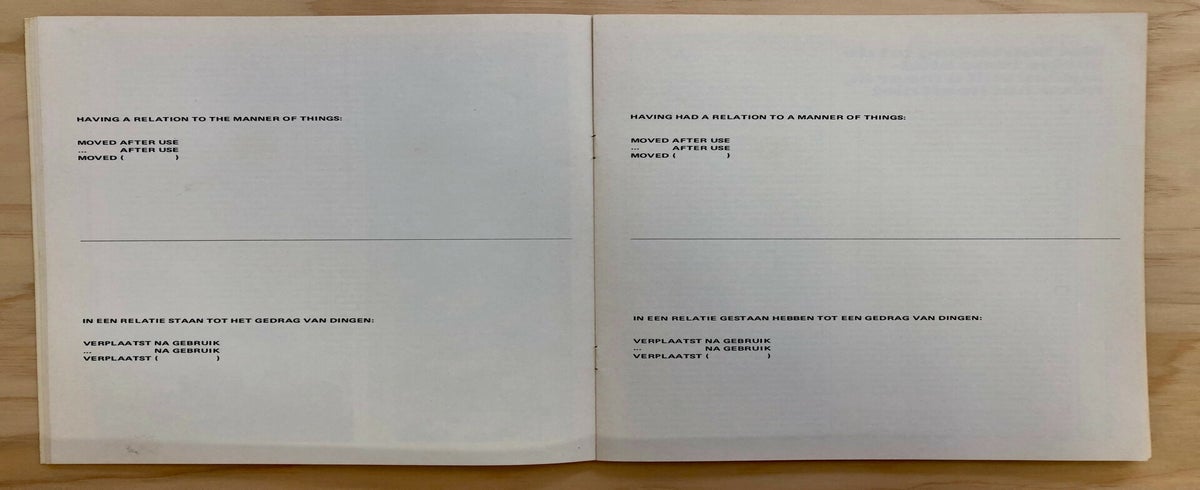 HAVING A RELATION TO THE MANNER OF THINGS:
MOVED AFTER USE
... AFTER USE
MOVED ( )
IN EEN RELATIE STAAN TOT HET GEDRAG VAN DINGEN:
VERPLAATST NA GEBRUIK
... NA GEBRUIK
VERPLAATST ( )
HAVING HAD A RELATION TO A MANNER OF THINGS:
MOVED AFTER USE
... AFTER USE
MOVED ( )
IN EEN RELATIE GESTAAN HEBBEN TOT EEN GEDRAG VAN DINGEN:
VERPLAATST NA GEBRUIK
... NA GEBRUIK
VERPLAATST ( )